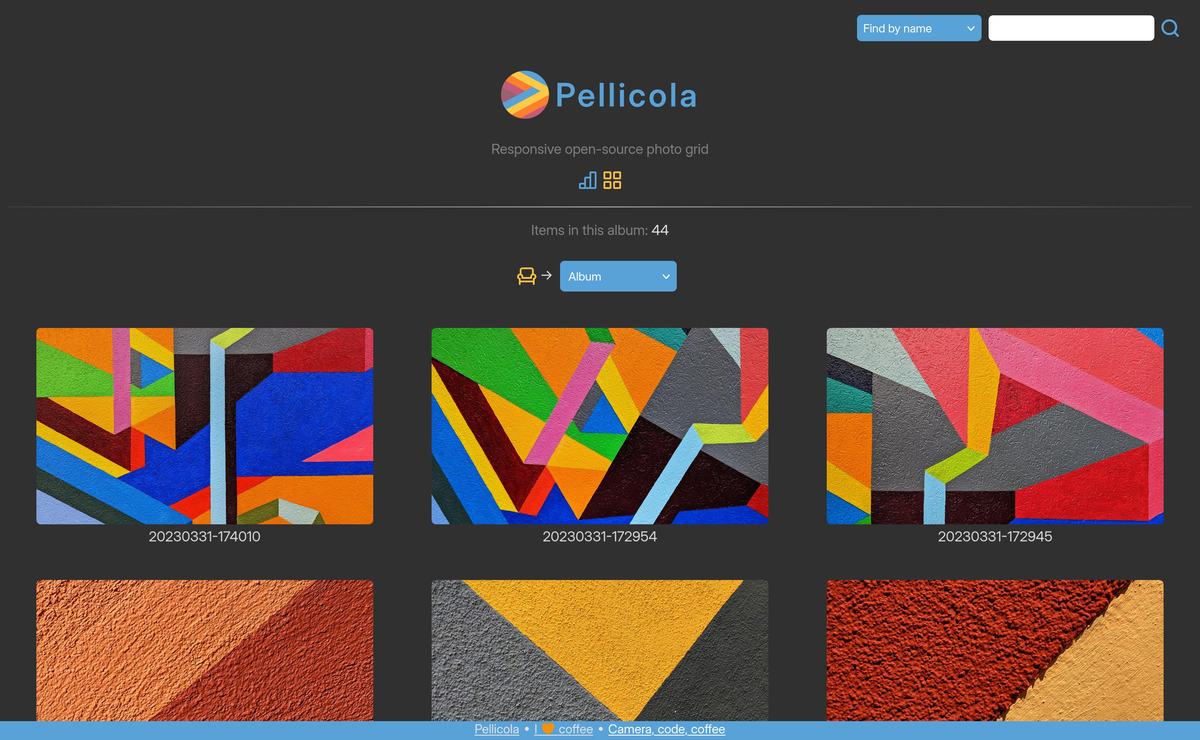 Find by name
Pellicola
Responsive open-source photo grid
Items in this album: 44
Album
20230331-174010
20230331-172954
20230331-172945
Pellicola • I 🧡 coffee • Camera, code, coffee